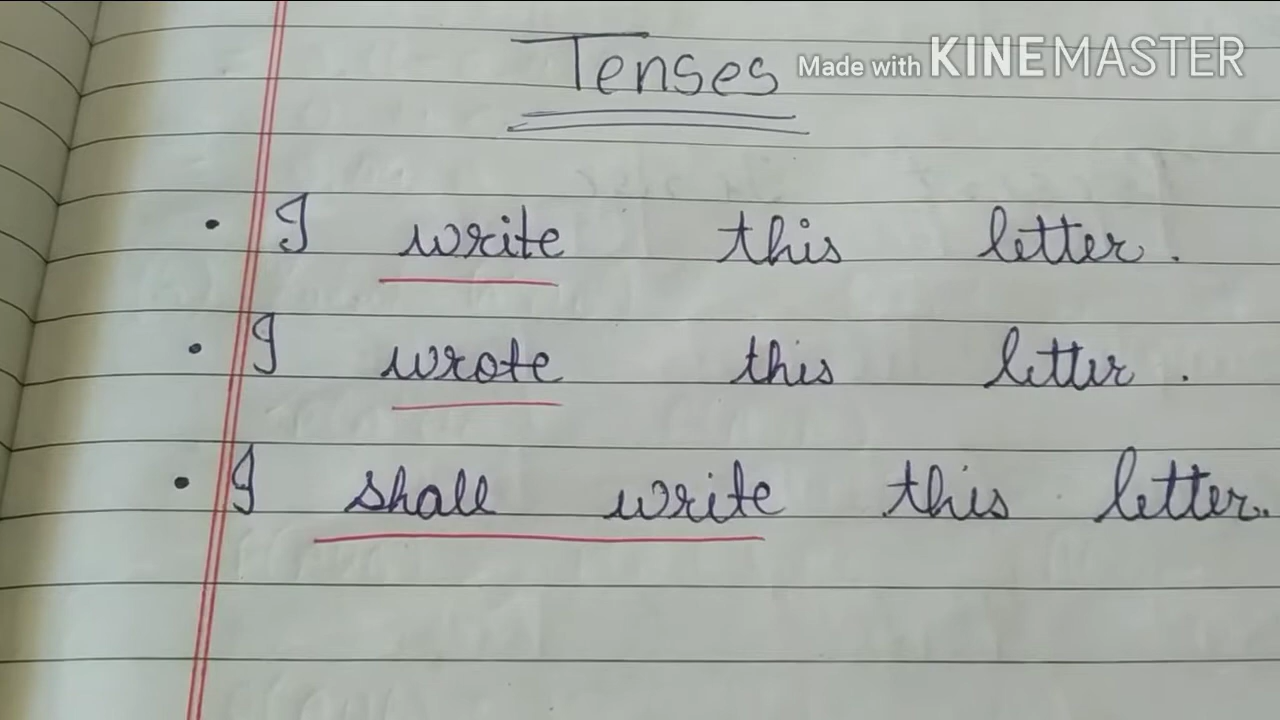 Tenses
Made with KINEMASTER
• I write this letter.
• I wrote this letter.
• I shall write this letter.